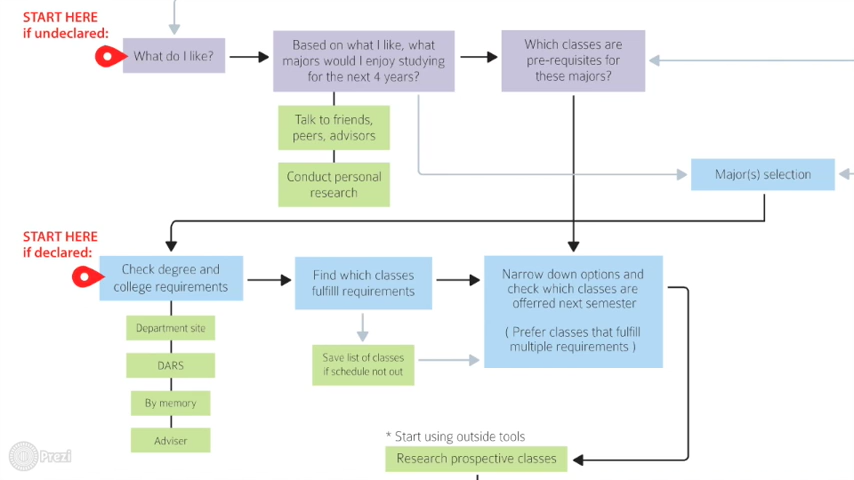 START HERE
if undeclared:
What do I like?
Based on what I like, what
majors would I enjoy studying
for the next 4 years?
Which classes are
pre-requisites for
these majors?
Talk to friends,
peers, advisors
Conduct personal
research
Major(s) selection
START HERE
if declared:
Check degree and
college requirements
Find which classes
fulfilll requirements
Narrow down options and
check which classes are
offerred next semester
( Prefer classes that fulfill
multiple requirements )
Department site
DARS
By memory
Adviser
Save list of classes
if schedule not out
* Start using outside tools
Research prospective classes
Prezi